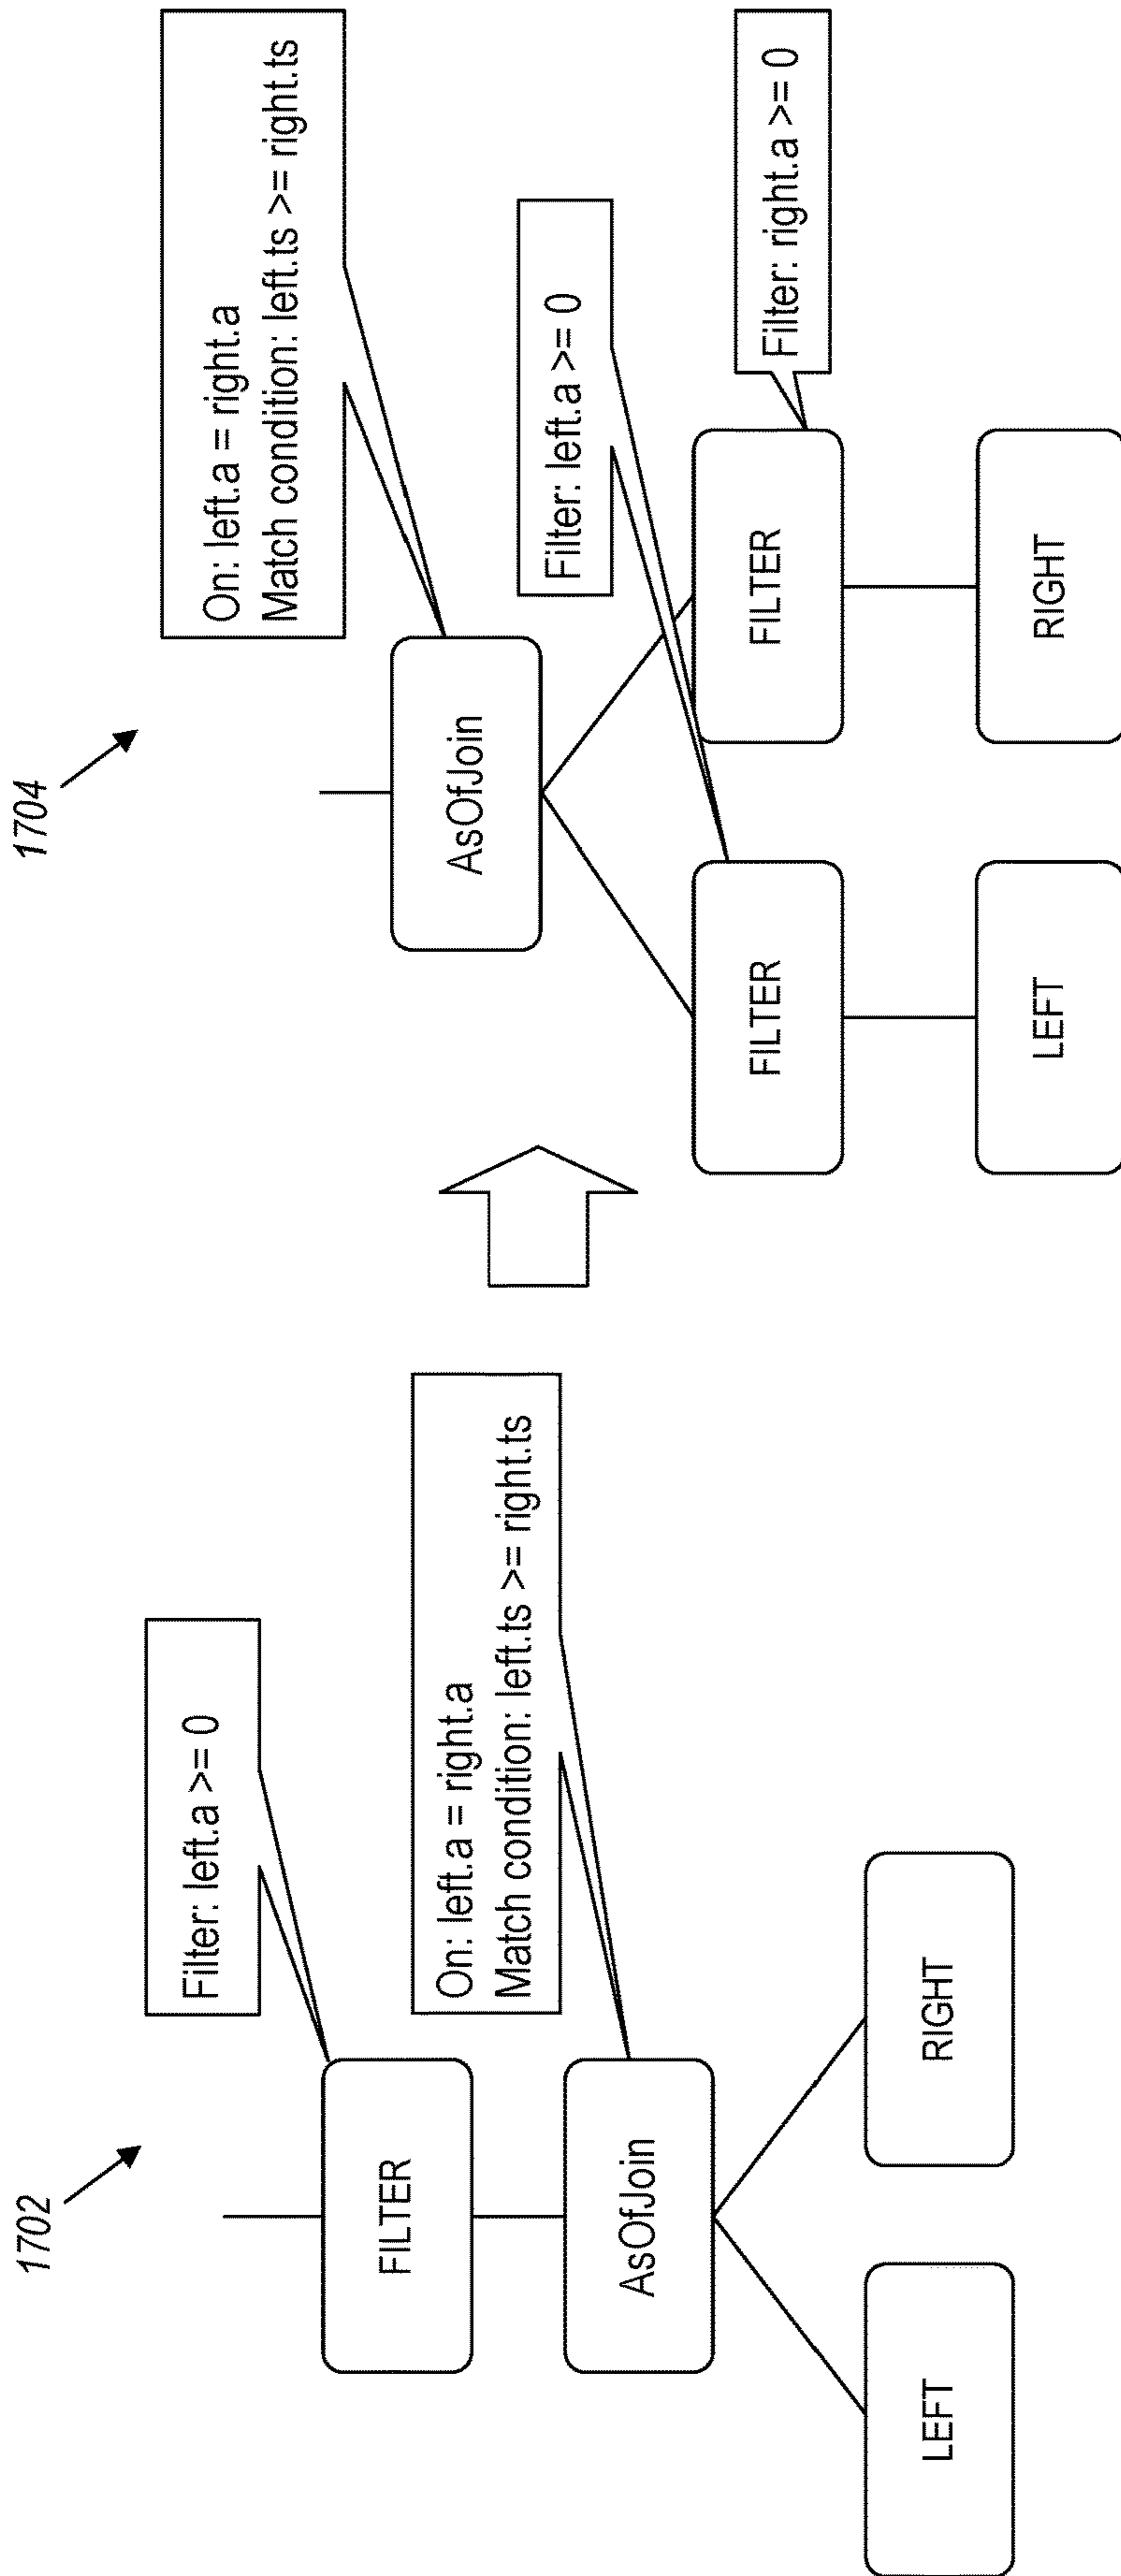 1702
Filter: left.a >= 0
FILTER
On: left.a = right.a
Match condition: left.ts >= right.ts
AsOfJoin
LEFT
RIGHT
1704
On: left.a = right.a
Match condition: left.ts >= right.ts
AsOfJoin
Filter: left.a >= 0
Filter: right.a >= 0
FILTER
FILTER
LEFT
RIGHT